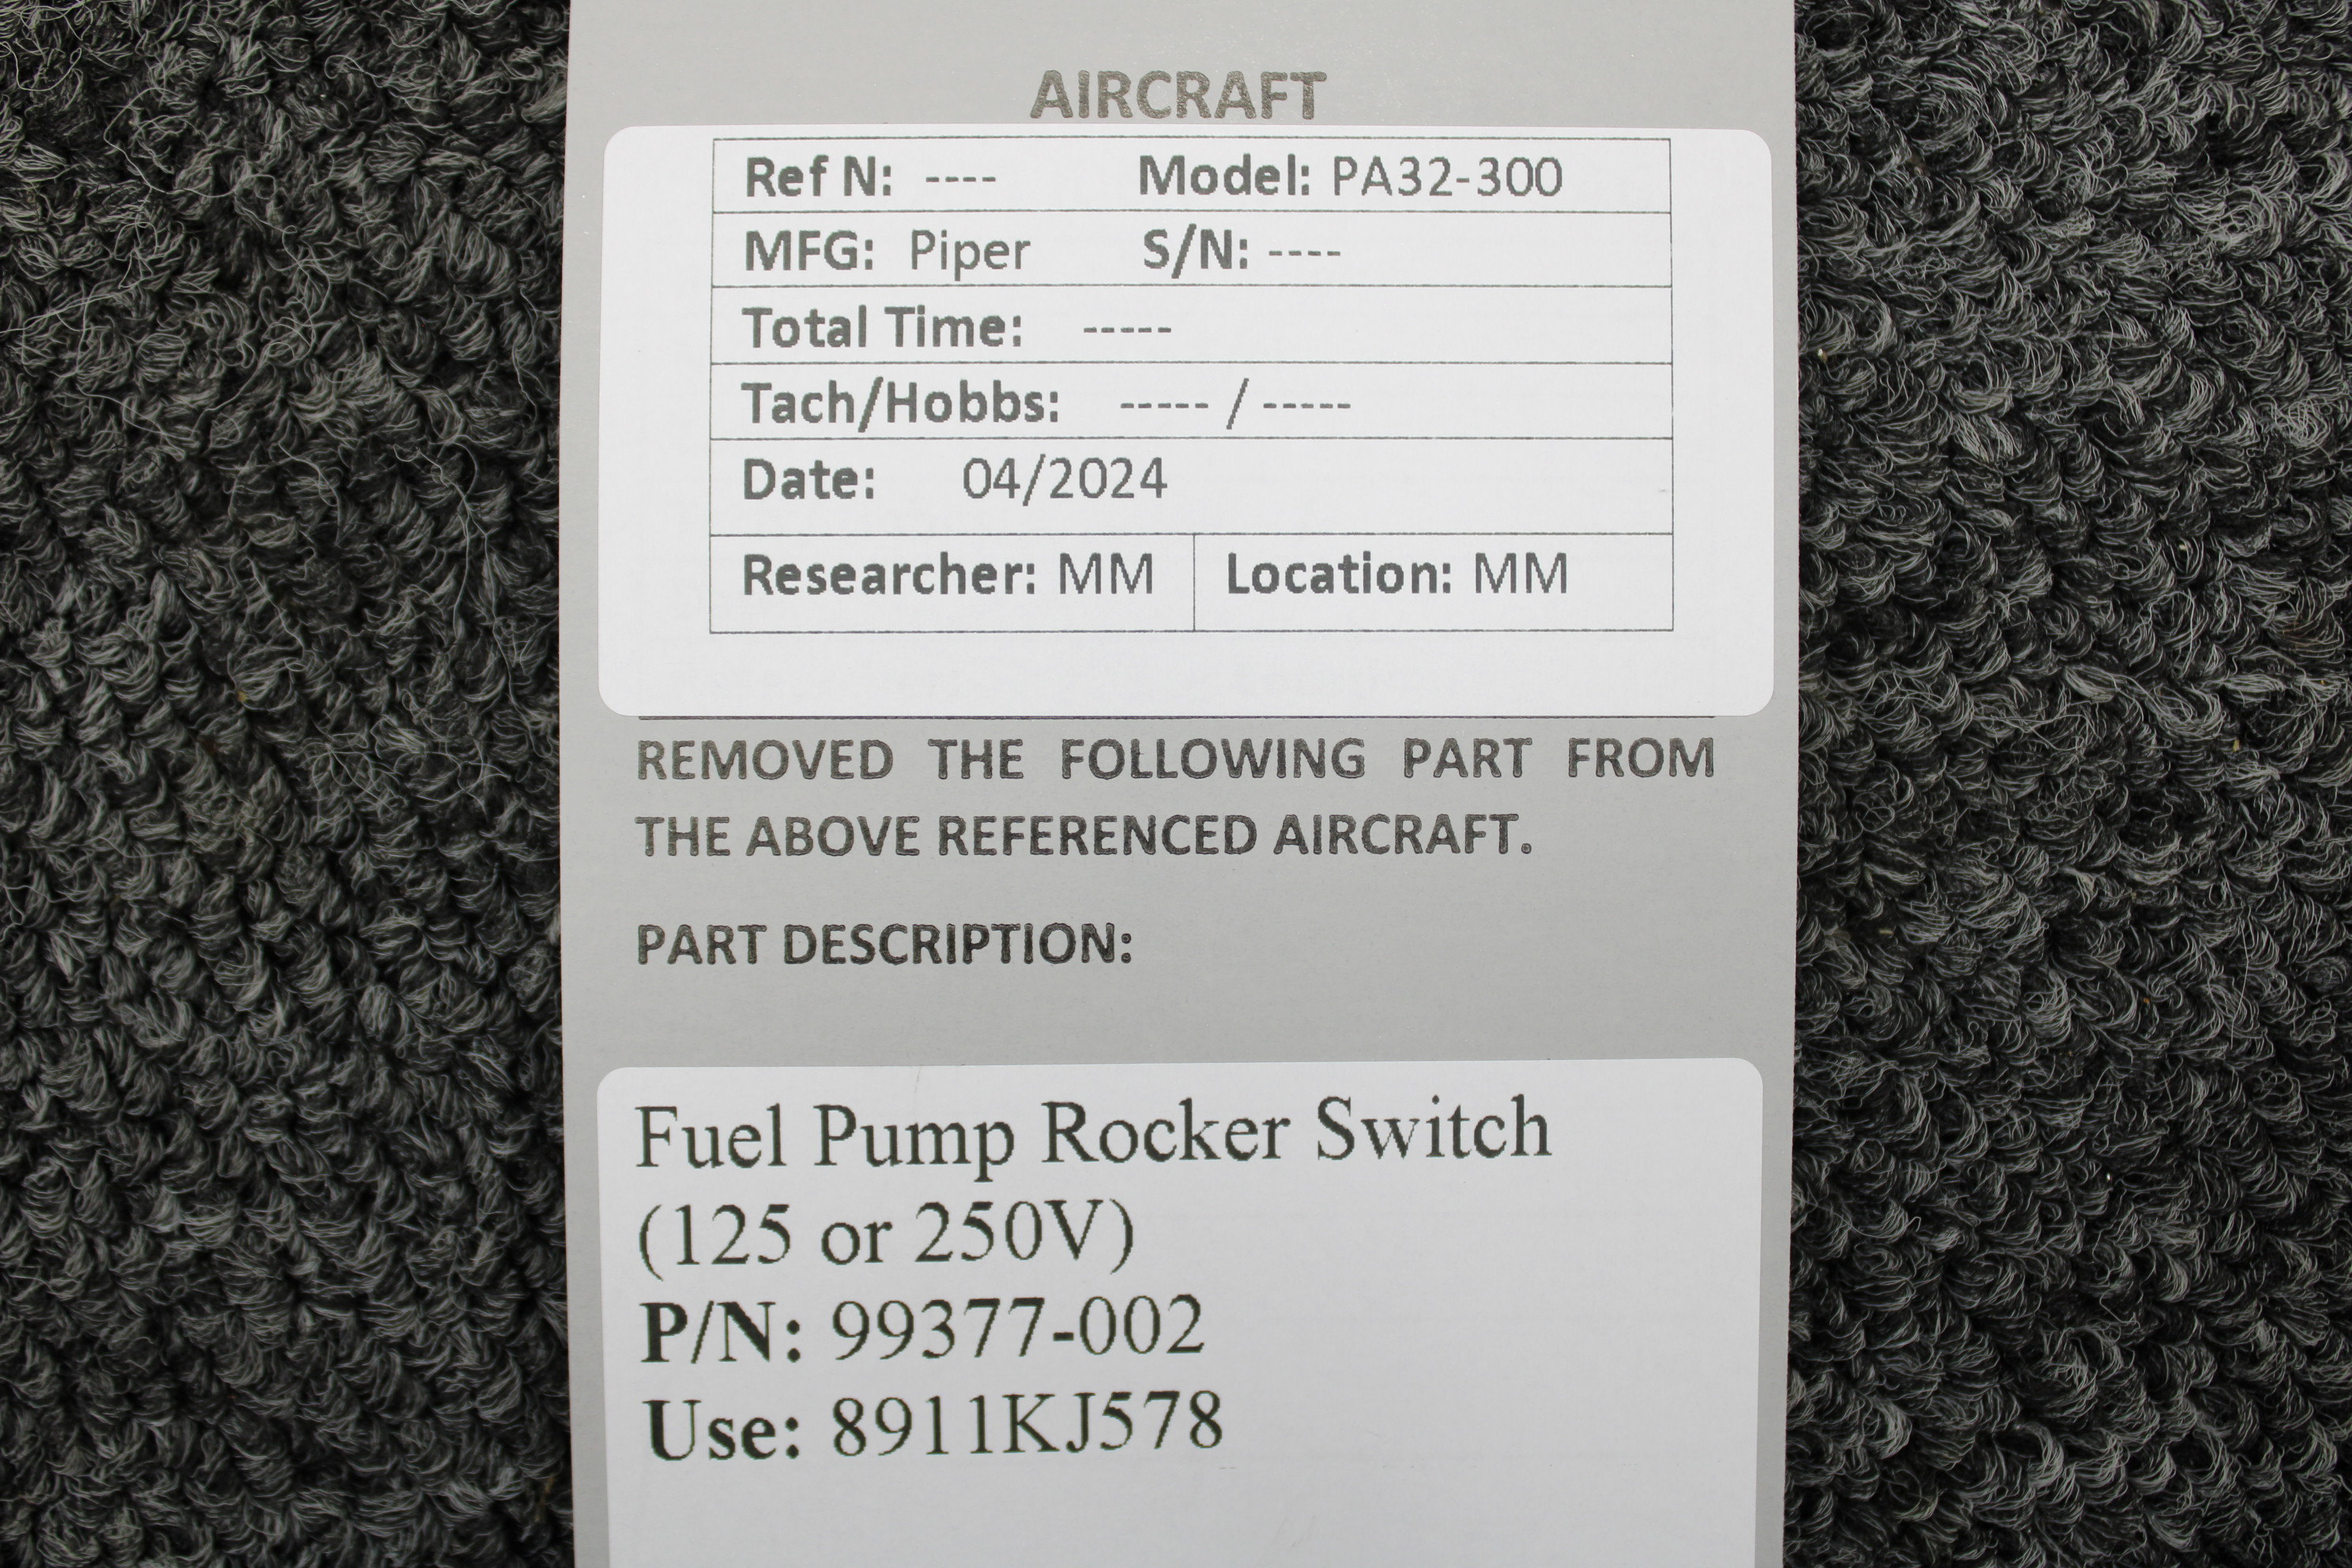 AIRCRAFT
Ref N: ---- Model: PA32-300
MFG: Piper S/N: ----
Total Time: -----
Tach/Hobbs: ----- / -----
Date: 04/2024
Researcher: MM Location: MM
REMOVED THE FOLLOWING PART FROM
THE ABOVE REFERENCED AIRCRAFT.
PART DESCRIPTION:
Fuel Pump Rocker Switch
(125 or 250V)
P/N: 99377-002
Use: 8911KJ578